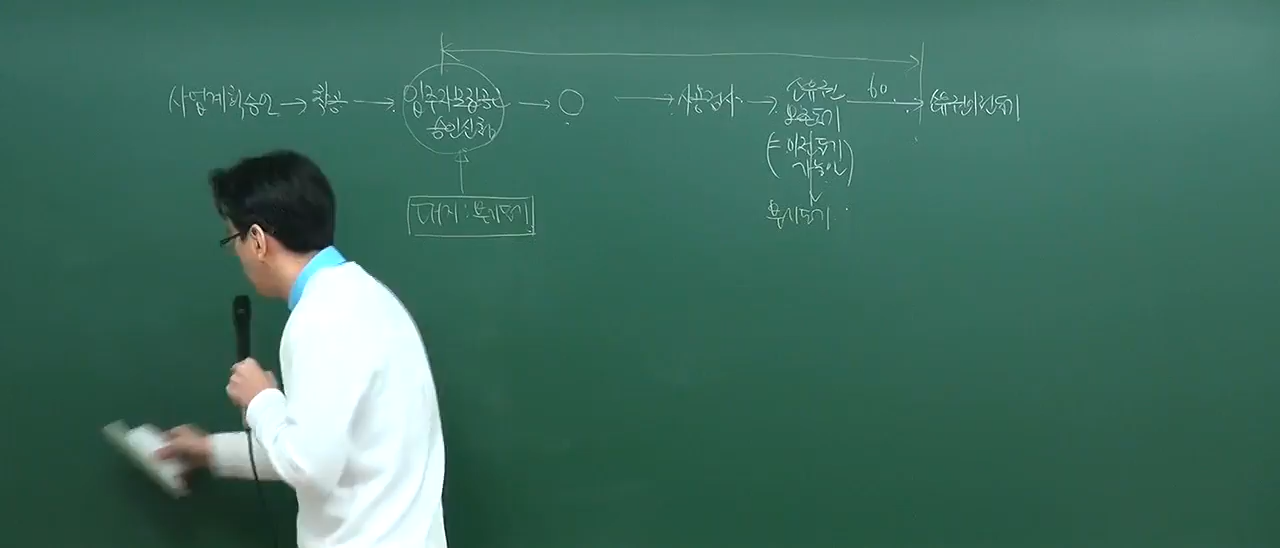 사업계획승인 → 착공 → 입주자모집공고 승인신청 → ○ → 사용검사 → 소유권 보존등기 60 → 소유권이전등기
(= 이전등기
가능일)
대지 : 부기등기
부기등기